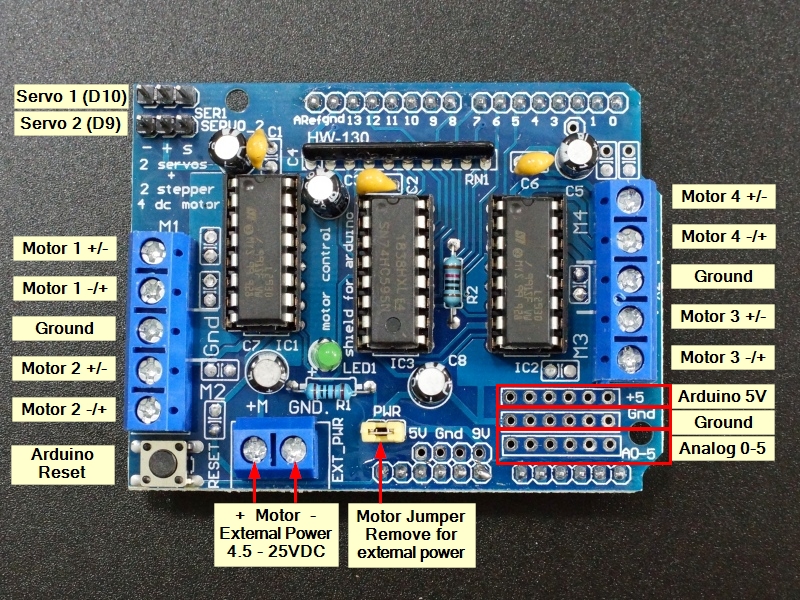 Servo 1 (D10)
Servo 2 (D9)
SER1
SERVO_2
- + s
2 servos
+
2 stepper
4 dc motor
M1
C1
ARefgnd 13 12 11 10 9 8
7 6 5 4 3 1 0
HW-130
C4
C2
RN1
C6
C5
Motor 1 +/-
Motor 1 -/+
Ground
Motor 2 +/-
Motor 2 -/+
Arduino
Reset
Motor 4 +/-
Motor 4 -/+
Ground
Motor 3 +/-
Motor 3 -/+
M4
M3
motor control
shield for arduino
R2
Gnd
C7
IC1
IC3
IC2
C8
LED1
R1
M2
+M GND.
EXT_PWR
RESET
PWR
5V Gnd 9V
+5
Gnd
A0-5
Arduino 5V
Ground
Analog 0-5
+ Motor -
External Power
4.5 - 25VDC
Motor Jumper
Remove for
external power